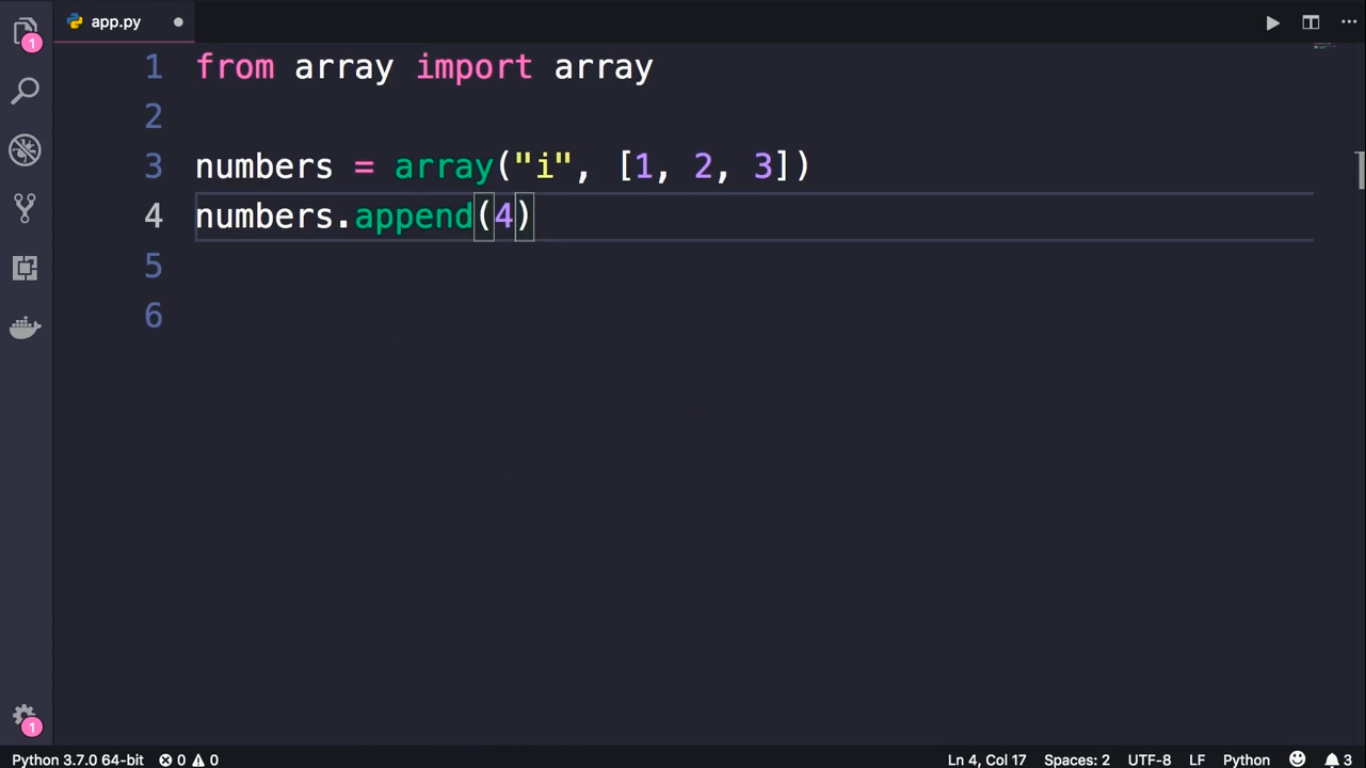 app.py
1 from array import array
2
3 numbers = array("i", [1, 2, 3])
4 numbers.append(4)
5
6
1
1
Python 3.7.0 64-bit 0 0 Ln 4, Col 17 Spaces: 2 UTF-8 LF Python 3